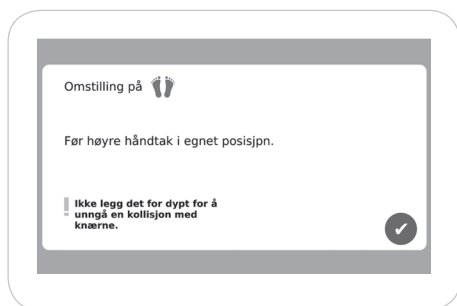 Omstilling på
Før høyre håndtak i egnet posisjpn.
Ikke legg det for dypt for å
unngå en kollisjon med
knærne.